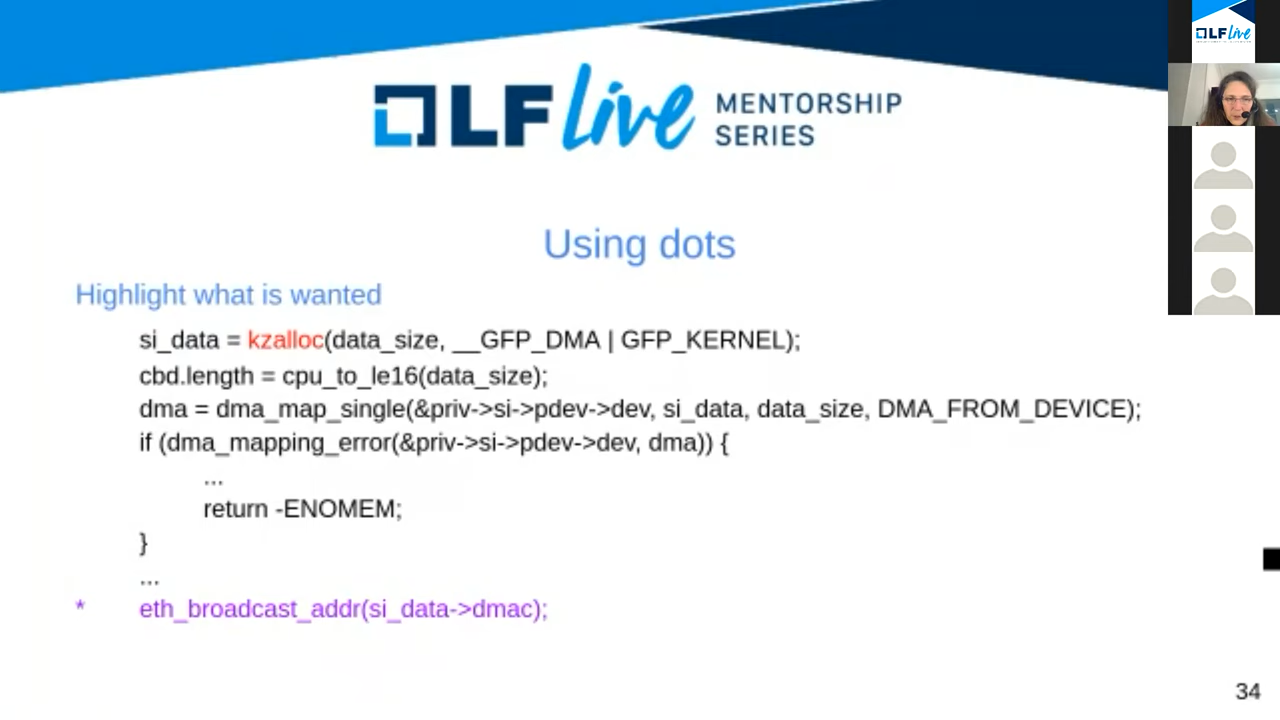 LF Live MENTORSHIP SERIES
LF Live
Using dots
Highlight what is wanted
si_data = kzalloc(data_size, __GFP_DMA | GFP_KERNEL);
cbd.length = cpu_to_le16(data_size);
dma = dma_map_single(&priv->si->pdev->dev, si_data, data_size, DMA_FROM_DEVICE);
if (dma_mapping_error(&priv->si->pdev->dev, dma)) {
...
return -ENOMEM;
}
...
* eth_broadcast_addr(si_data->dmac);
34